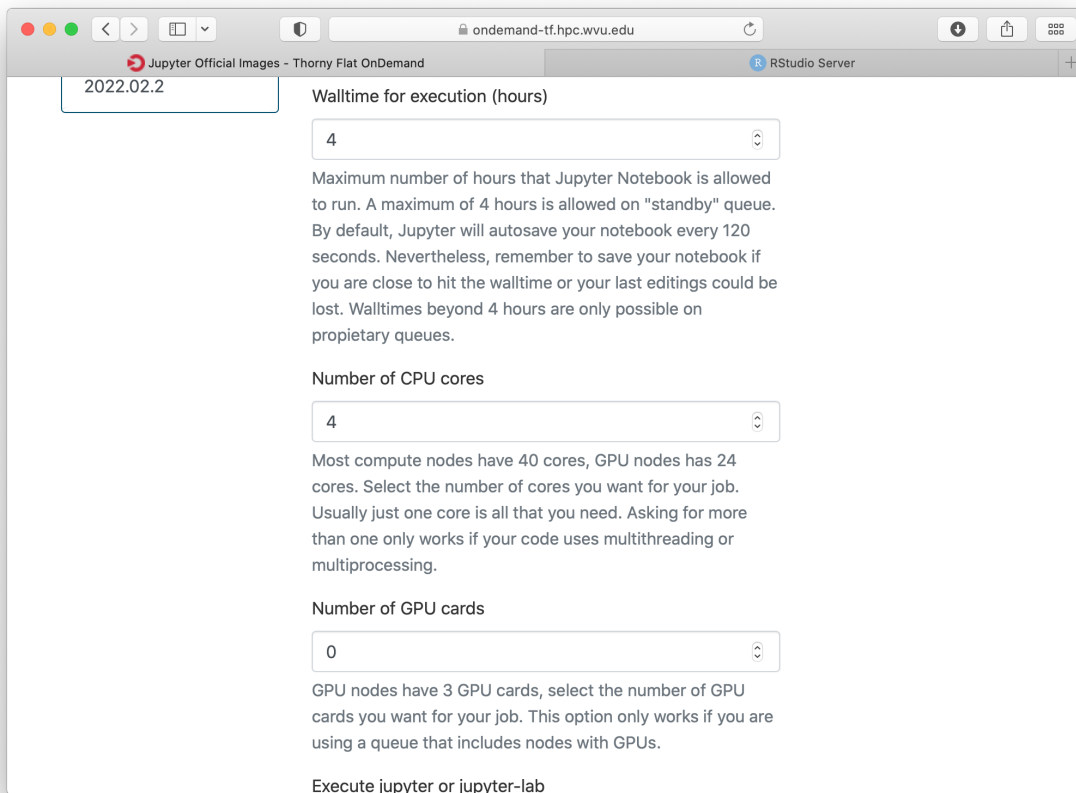 ondemand-tf.hpc.wvu.edu
Jupyter Official Images - Thorny Flat OnDemand
R RStudio Server
2022.02.2
Walltime for execution (hours)
4
Maximum number of hours that Jupyter Notebook is allowed
to run. A maximum of 4 hours is allowed on "standby" queue.
By default, Jupyter will autosave your notebook every 120
seconds. Nevertheless, remember to save your notebook if
you are close to hit the walltime or your last editings could be
lost. Walltimes beyond 4 hours are only possible on
propietary queues.
Number of CPU cores
4
Most compute nodes have 40 cores, GPU nodes has 24
cores. Select the number of cores you want for your job.
Usually just one core is all that you need. Asking for more
than one only works if your code uses multithreading or
multiprocessing.
Number of GPU cards
0
GPU nodes have 3 GPU cards, select the number of GPU
cards you want for your job. This option only works if you are
using a queue that includes nodes with GPUs.
Execute jupyter or jupyter-lab